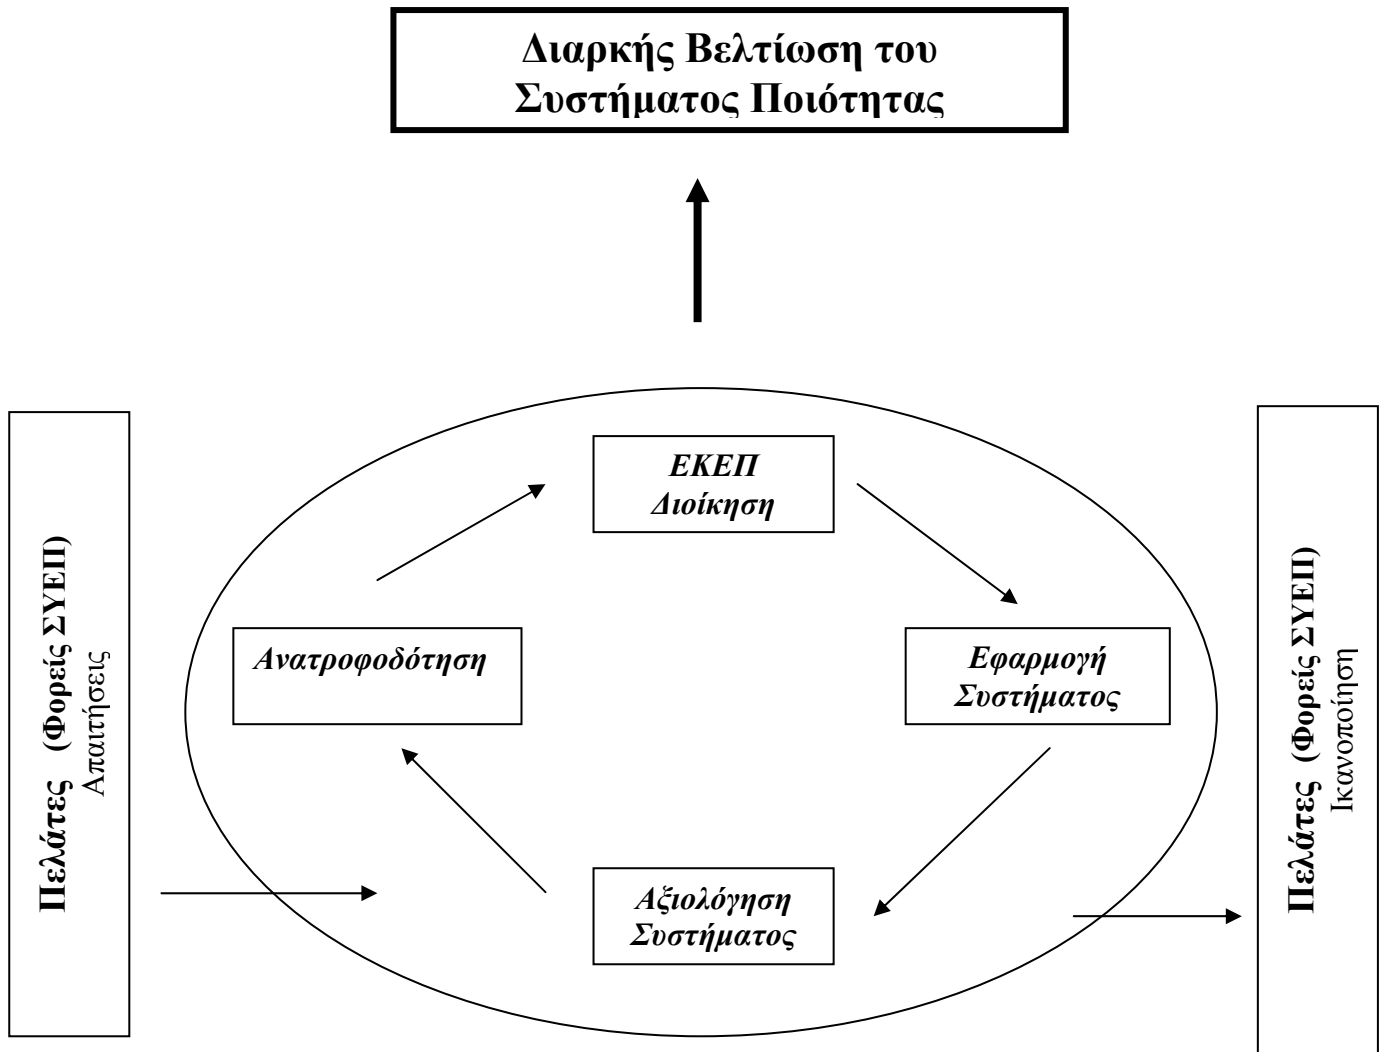 Διαρκής Βελτίωση του
Συστήματος Ποιότητας
ΕΚΕΠ
Διοίκηση
Ανατροφοδότηση
Εφαρμογή
Συστήματος
Αξιολόγηση
Συστήματος
Πελάτες (Φορείς ΣΥΕΠ)
Απαιτήσεις
Πελάτες (Φορείς ΣΥΕΠ)
Ικανοποίηση